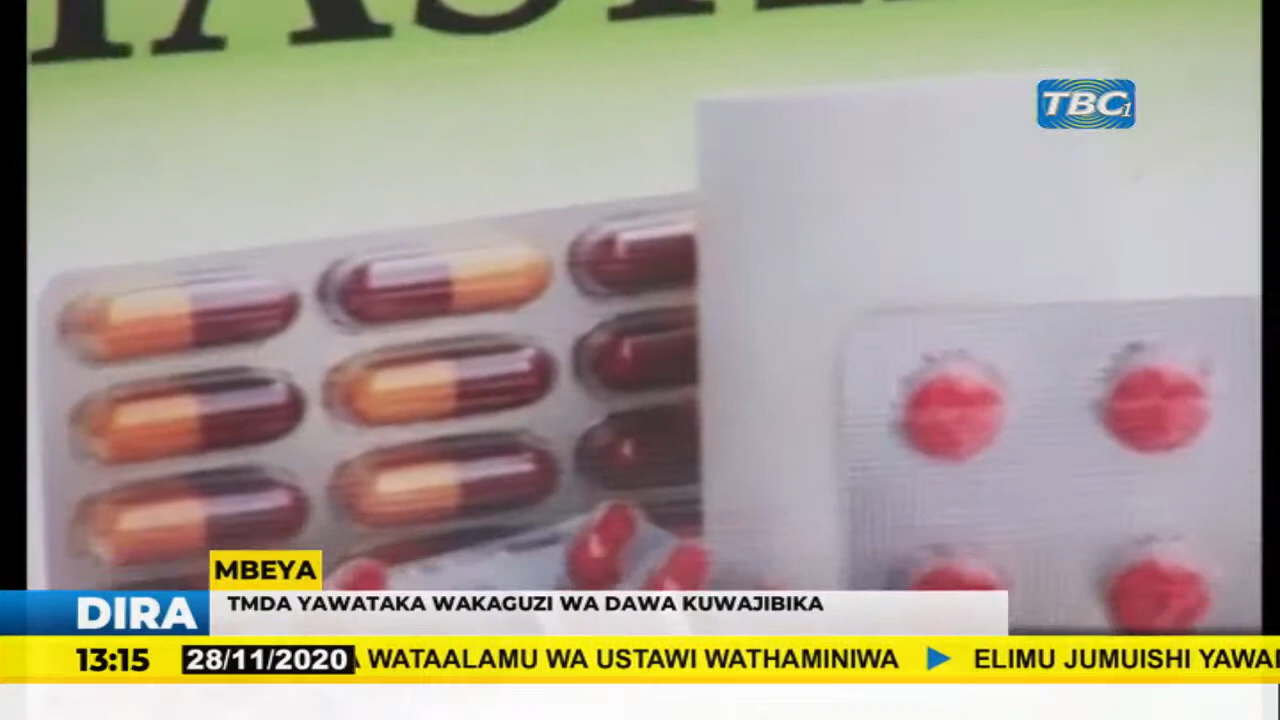 TBC1
MBEYA
DIRA
TMDA YAWATAKA WAKAGUZI WA DAWA KUWAJIBIKA
13:15
28/11/2020
WATAALAMU WA USTAWI WATHAMINIWA
ELIMU JUMUISHI